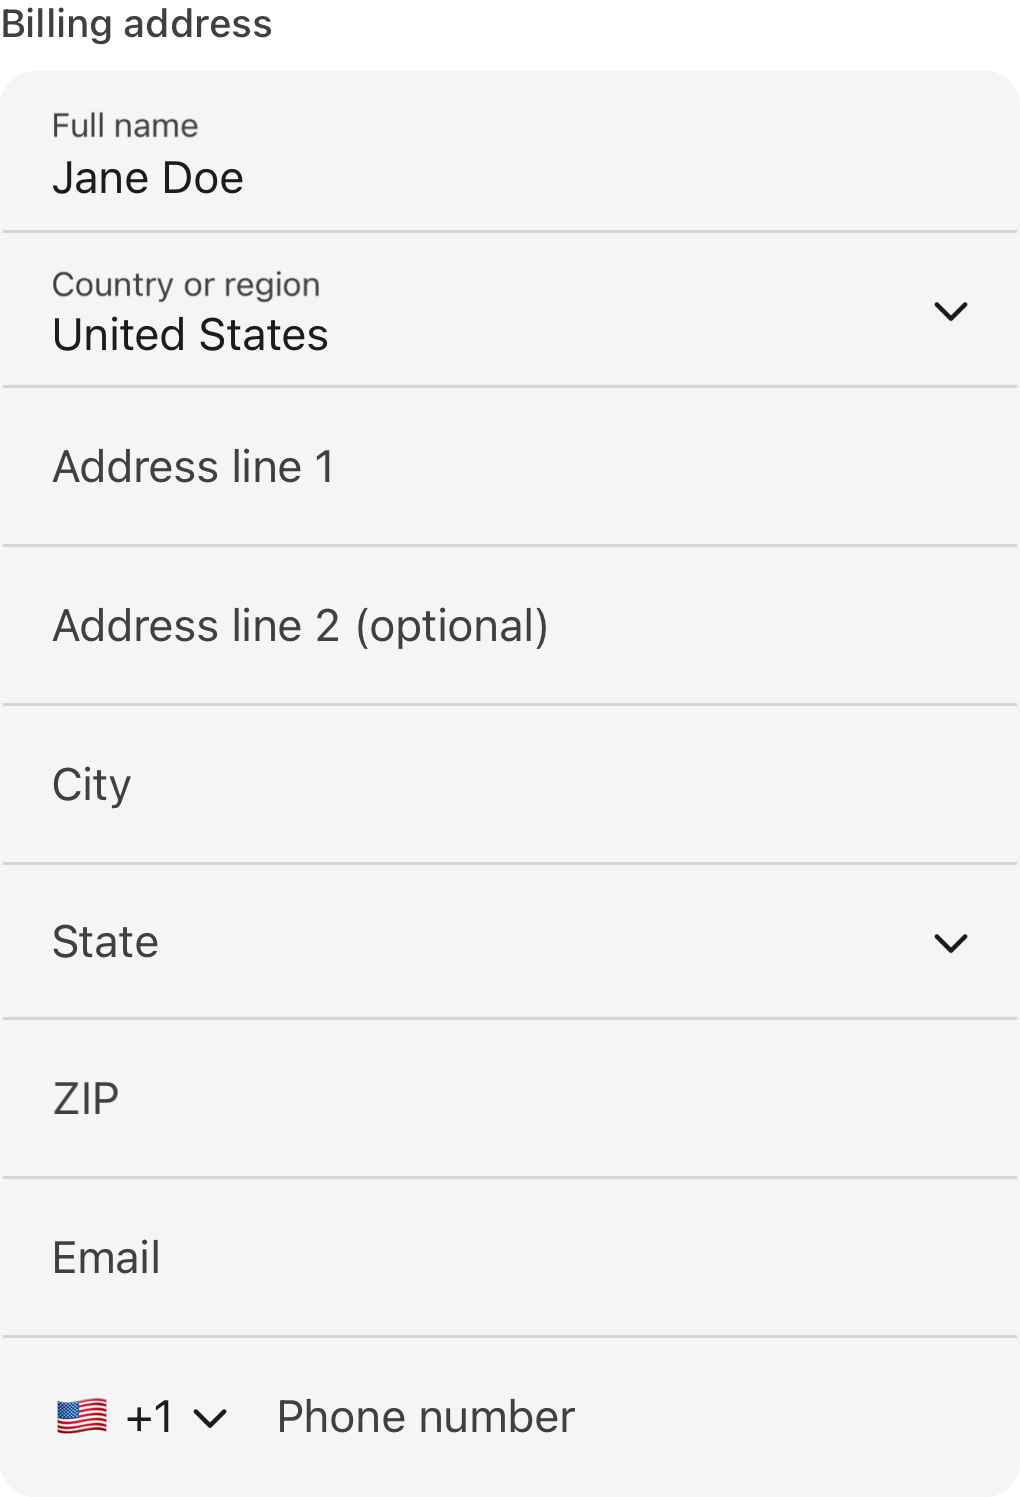 Billing address
Full name
Jane Doe
Country or region
United States
Address line 1
Address line 2 (optional)
City
State
ZIP
Email
+1 Phone number